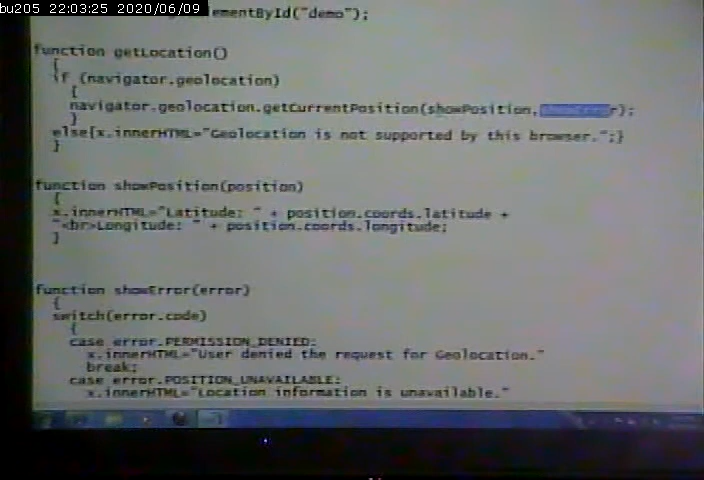 bu205 22:03:25 2020/06/09
ementById("demo");
function getLocation()
{
if (navigator.geolocation)
{
navigator.geolocation.getCurrentPosition(showPosition,showError);
}
else{x.innerHTML="Geolocation is not supported by this browser.";}
}
function showPosition(position)
{
x.innerHTML="Latitude: " + position.coords.latitude +
"<br>Longitude: " + position.coords.longitude;
}
function showError(error)
{
switch(error.code)
{
case error.PERMISSION_DENIED:
x.innerHTML="User denied the request for Geolocation."
break;
case error.POSITION_UNAVAILABLE:
x.innerHTML="Location information is unavailable."